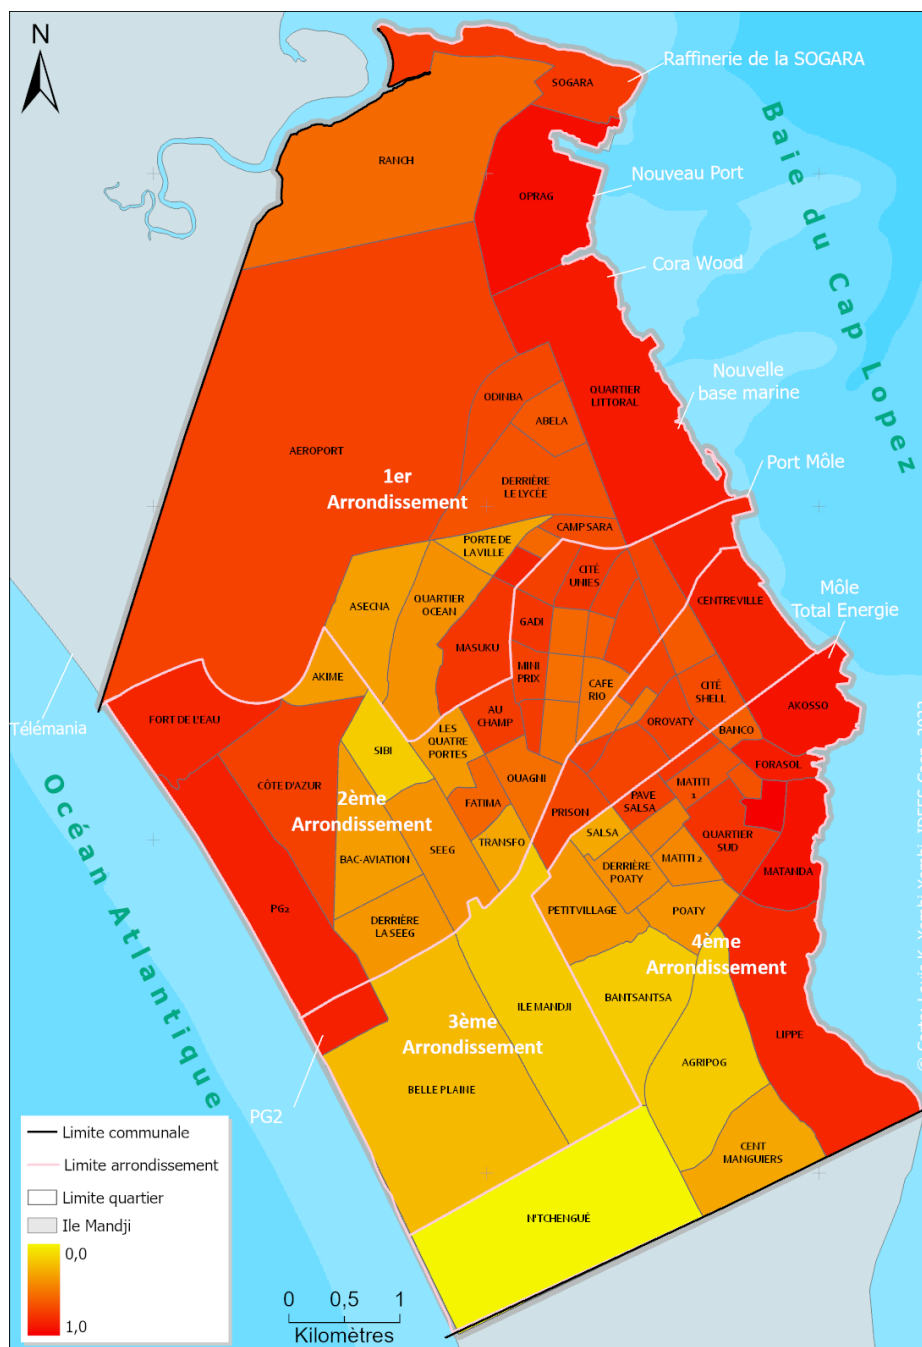 N
Raffinerie de la SOGARA
SOGARA
Baie du Cap Lopez
RANCH
Nouveau Port
OPRAG
Cora Wood
Nouvelle
base marine
QUARTIER
LITTORAL
ODINBA
ABELA
AEROPORT
1er
Arrondissement
Port Môle
DERRIÈRE
LE LYCÉE
CAMP SARA
PORTE DE
LA VILLE
CITÉ
UNIES
Môle
Total Energie
ASECNA
QUARTIER
OCEAN
CENTREVILLE
GADI
MASUKU
MINI
PRIX
AKIME
CAFE
RIO
CITÉ
SHELL
AKOSSO
FORT DE L'EAU
Télémania
AU
CHAMP
OROVATY
BANCO
SIBI
LES
QUATRE
PORTES
FORASOL
OUAGNI
CÔTE D'AZUR
MATITI
1
2ème
Arrondissement
FATIMA
PRISON
PAVE
SALSA
SALSA
QUARTIER
SUD
TRANSFO
SEEG
BAC-AVIATION
MATITI 2
DERRIÈRE
POATY
MATANDA
PG2
PETIT VILLAGE
POATY
DERRIÈRE
LA SEEG
4ème
Arrondissement
Océan Atlantique
BANTSANTSA
ILE MANDJI
3ème
Arrondissement
LIPPE
AGRIPOG
BELLE PLAINE
PG2
CENT
MANGUIERS
N'TCHENGUÉ
Limite communale
Limite arrondissement
Limite quartier
Ile Mandji
0,0
1,0
0 0,5 1
Kilomètres